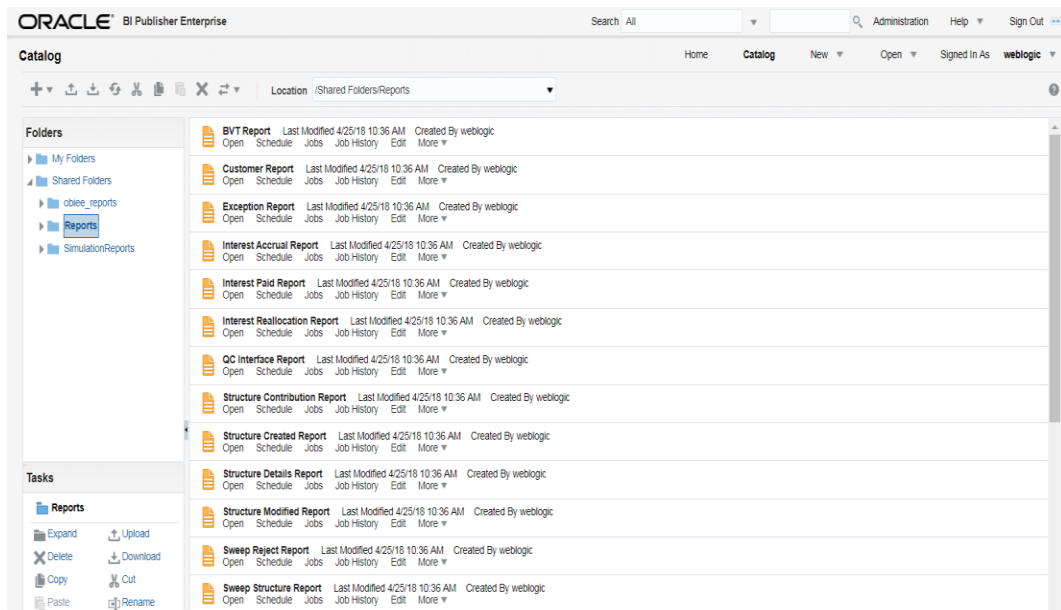 ORACLE® BI Publisher Enterprise Search All Administration Help Sign Out
Catalog Home Catalog New Open Signed In As weblogic
Location /Shared Folders/Reports
Folders
My Folders
Shared Folders
obiee_reports
Reports
SimulationReports
BVT Report Last Modified 4/25/18 10:36 AM Created By weblogic
Open Schedule Jobs Job History Edit More
Customer Report Last Modified 4/25/18 10:36 AM Created By weblogic
Open Schedule Jobs Job History Edit More
Exception Report Last Modified 4/25/18 10:36 AM Created By weblogic
Open Schedule Jobs Job History Edit More
Interest Accrual Report Last Modified 4/25/18 10:36 AM Created By weblogic
Open Schedule Jobs Job History Edit More
Interest Paid Report Last Modified 4/25/18 10:36 AM Created By weblogic
Open Schedule Jobs Job History Edit More
Interest Reallocation Report Last Modified 4/25/18 10:36 AM Created By weblogic
Open Schedule Jobs Job History Edit More
QC Interface Report Last Modified 4/25/18 10:36 AM Created By weblogic
Open Schedule Jobs Job History Edit More
Structure Contribution Report Last Modified 4/25/18 10:36 AM Created By weblogic
Open Schedule Jobs Job History Edit More
Structure Created Report Last Modified 4/25/18 10:36 AM Created By weblogic
Open Schedule Jobs Job History Edit More
Structure Details Report Last Modified 4/25/18 10:36 AM Created By weblogic
Open Schedule Jobs Job History Edit More
Structure Modified Report Last Modified 4/25/18 10:36 AM Created By weblogic
Open Schedule Jobs Job History Edit More
Sweep Reject Report Last Modified 4/25/18 10:36 AM Created By weblogic
Open Schedule Jobs Job History Edit More
Sweep Structure Report Last Modified 4/25/18 10:36 AM Created By weblogic
Open Schedule Jobs Job History Edit More
Tasks
Reports
Expand Upload
Delete Download
Copy Cut
Paste Rename